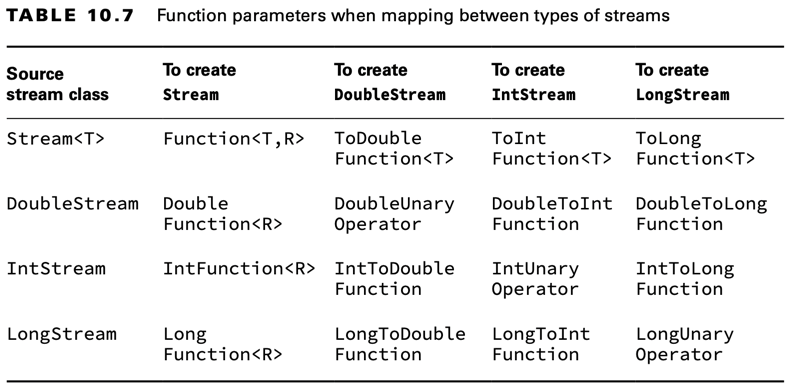 TABLE 10.7 Function parameters when mapping between types of streams
Source stream class | To create Stream | To create DoubleStream | To create IntStream | To create LongStream
Stream<T> | Function<T,R> | ToDouble Function<T> | ToInt Function<T> | ToLong Function<T>
DoubleStream | Double Function<R> | DoubleUnary Operator | DoubleToInt Function | DoubleToLong Function
IntStream | IntFunction<R> | IntToDouble Function | IntUnary Operator | IntToLong Function
LongStream | Long Function<R> | LongToDouble Function | LongToInt Function | LongUnary Operator